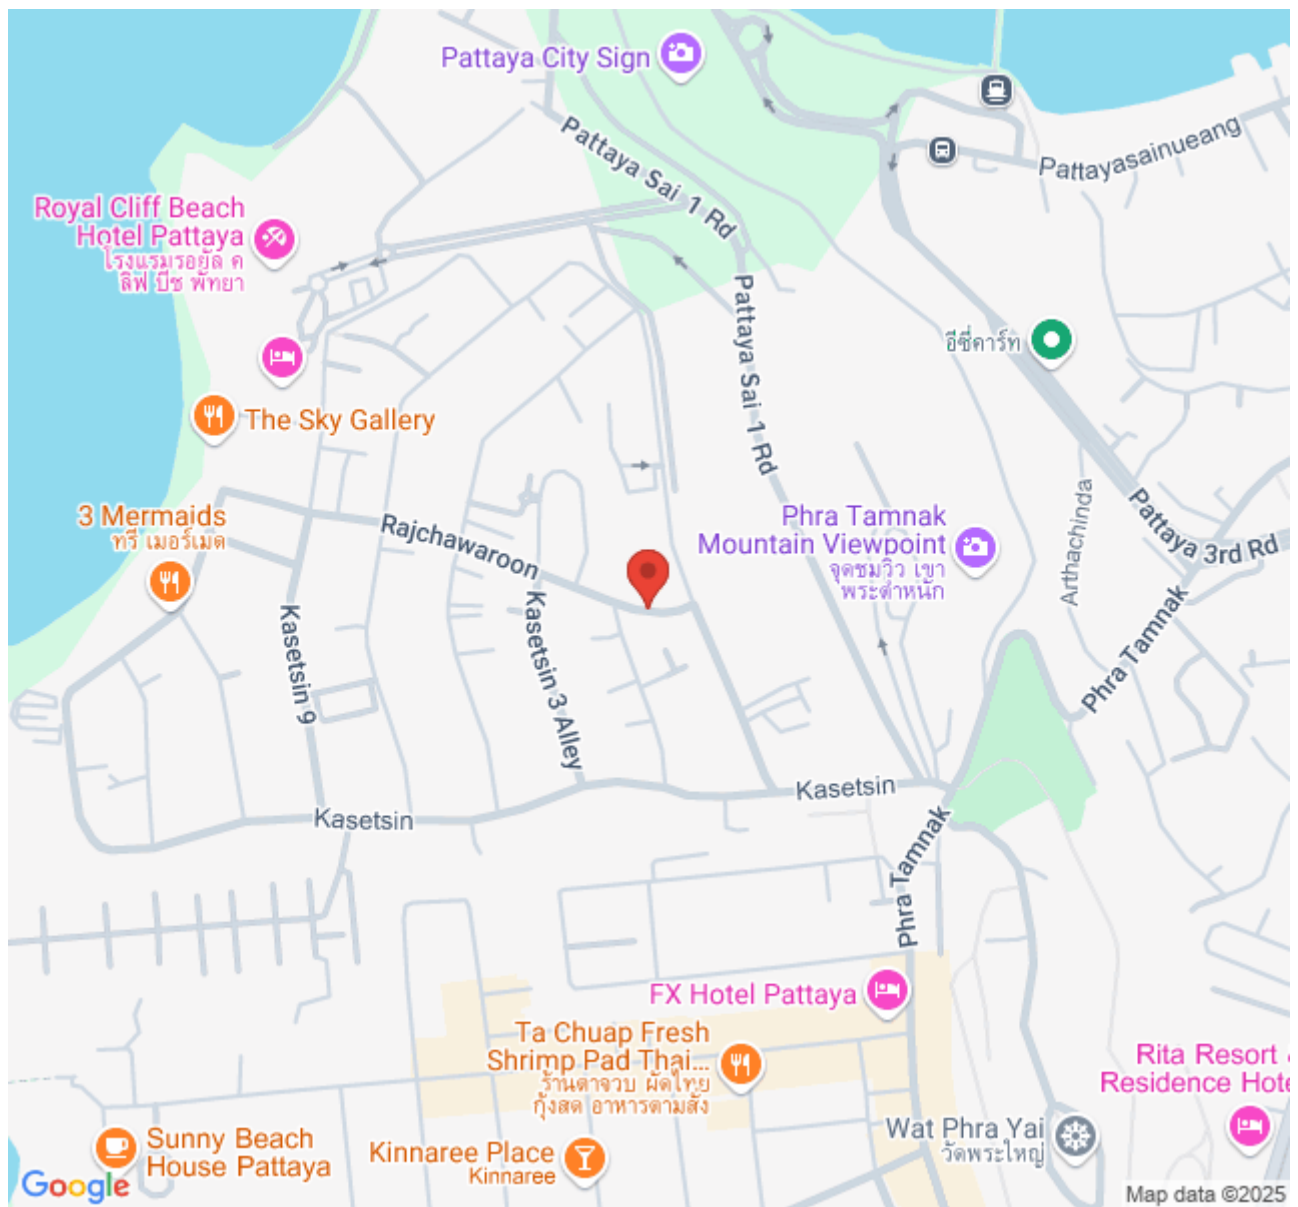 Pattaya City Sign
Pattaya Sai 1 Rd
Pattayasainueang
Royal Cliff Beach
Hotel Pattaya
โรงแรมรอยัล ค
ลิฟ บีช พัทยา
Pattaya Sai 1 Rd
อีซี่คาร์ท
The Sky Gallery
3 Mermaids
ทรี เมอร์เมด
Rajchawaroon
Phra Tamnak
Mountain Viewpoint
จุดชมวิว เขา
พระตำหนัก
Arthachinda
Pattaya 3rd Rd
Kasetsin 9
Kasetsin 3 Alley
Phra Tamnak
Kasetsin
Kasetsin
Phra Tamnak
FX Hotel Pattaya
Ta Chuap Fresh
Shrimp Pad Thai...
ร้านตาจวบ ผัดไทย
กุ้งสด อาหารตามสั่ง
Rita Resort &
Residence Hote
Wat Phra Yai
วัดพระใหญ่
Sunny Beach
House Pattaya
Kinnaree Place
Kinnaree
Google
Map data ©2025